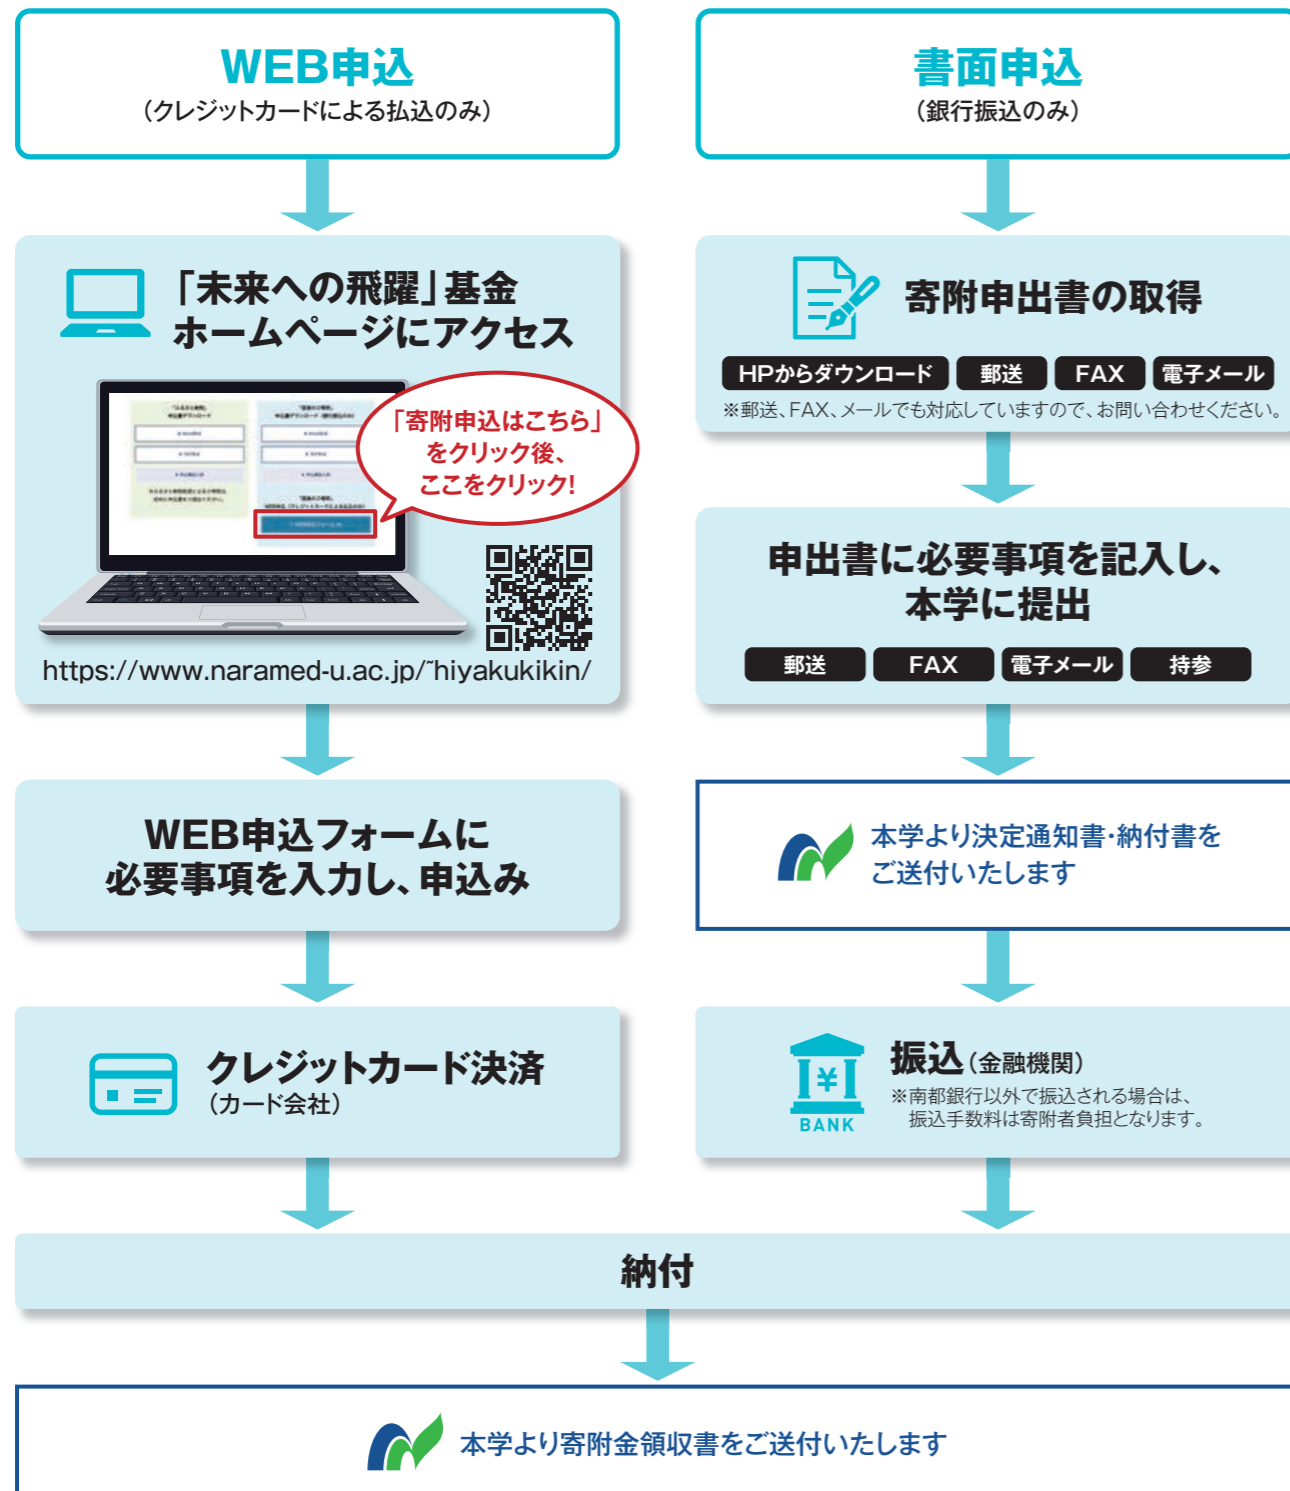 WEB申込
（クレジットカードによる払込のみ）
「未来への飛躍」基金
ホームページにアクセス
「寄附申込はこちら」
をクリック後、
ここをクリック!
https://www.naramed-u.ac.jp/~hiyakukikin/
WEB申込フォームに
必要事項を入力し、申込み
クレジットカード決済
（カード会社）
書面申込
（銀行振込のみ）
寄附申出書の取得
HPからダウンロード 郵送 FAX 電子メール
※郵送、FAX、メールでも対応していますので、お問い合わせください。
申出書に必要事項を記入し、
本学に提出
郵送 FAX 電子メール 持参
本学より決定通知書・納付書を
ご送付いたします
BANK
振込（金融機関）
※南都銀行以外で振込される場合は、
振込手数料は寄附者負担となります。
納付
本学より寄附金領収書をご送付いたします